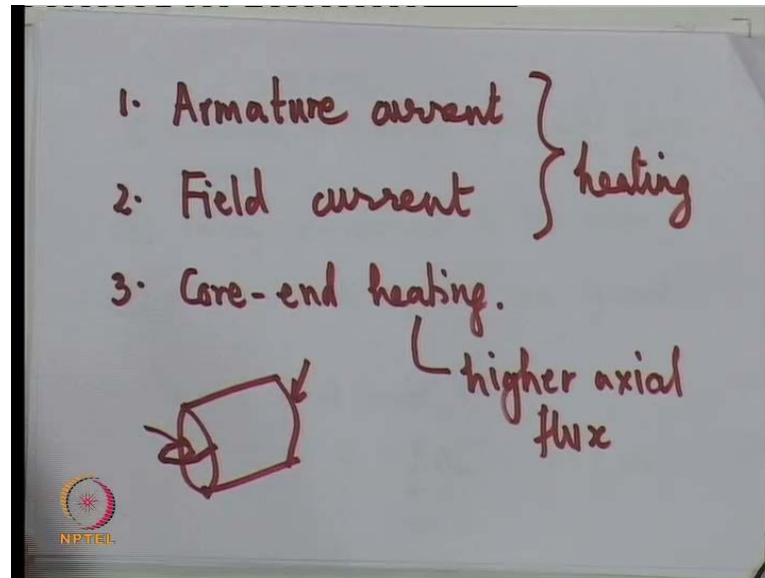 1. Armature current
2. Field current
heating
3. Core-end heating.
higher axial
flux
NPTEL